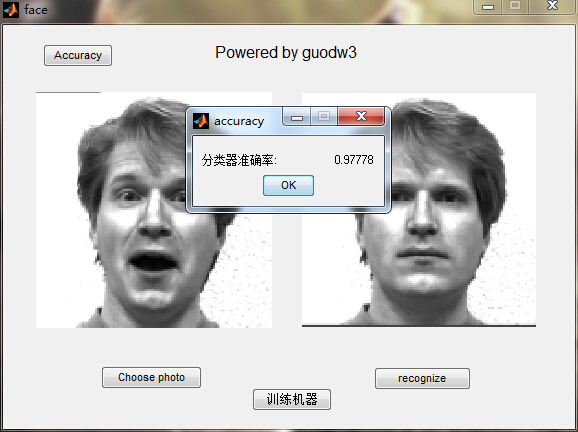 face
Accuracy
Powered by guodw3
accuracy
分类器准确率:
0.97778
OK
Choose photo
recognize
训练机器